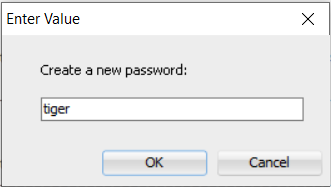 Enter Value
Create a new password:
tiger
OK
Cancel